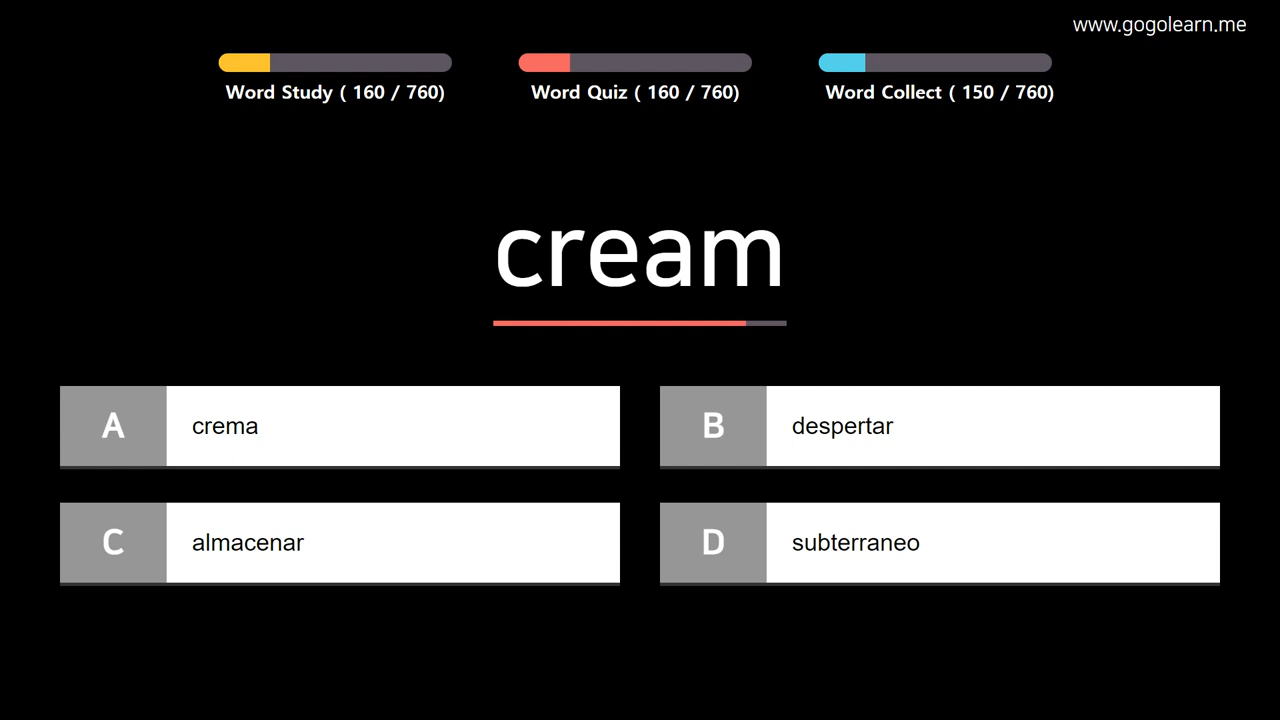 www.gogolearn.me
Word Study ( 160 / 760)
Word Quiz ( 160 / 760)
Word Collect ( 150 / 760)
cream
A crema
B despertar
C almacenar
D subterraneo